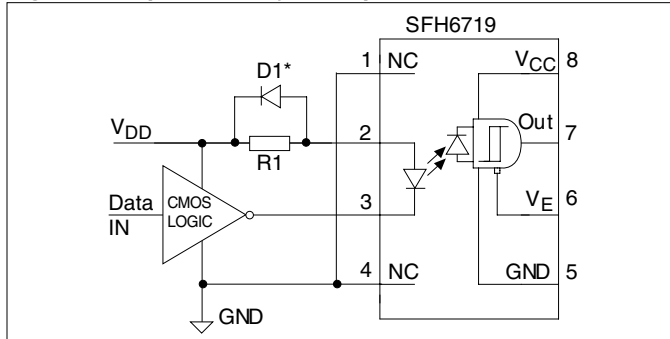 SFH6719
1 NC
V_CC 8
D1*
V_DD
2
Out 7
R1
Data IN
CMOS LOGIC
3
V_E 6
4 NC
GND 5
GND